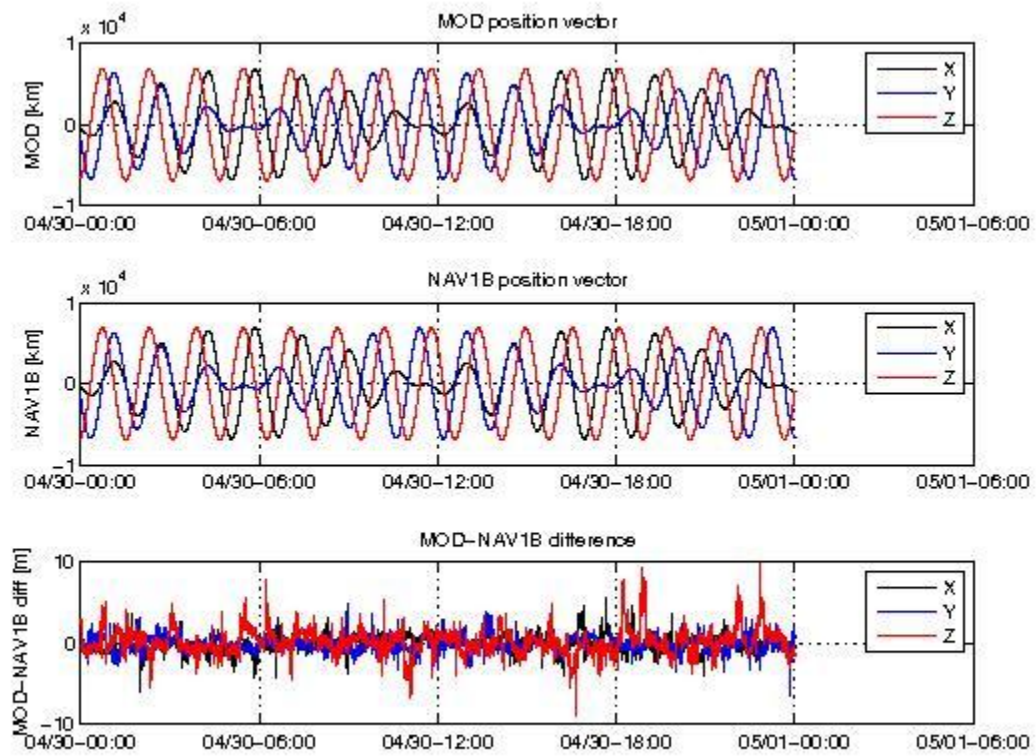 MOD position vector
x 10^4
1
0
-1
MOD [km]
X
Y
Z
04/30-00:00 04/30-06:00 04/30-12:00 04/30-18:00 05/01-00:00 05/01-06:00
NAV1B position vector
x 10^4
1
0
-1
NAV1B [km]
X
Y
Z
04/30-00:00 04/30-06:00 04/30-12:00 04/30-18:00 05/01-00:00 05/01-06:00
MOD-NAV1B difference
10
0
-10
MOD-NAV1B diff [m]
X
Y
Z
04/30-00:00 04/30-06:00 04/30-12:00 04/30-18:00 05/01-00:00 05/01-06:00